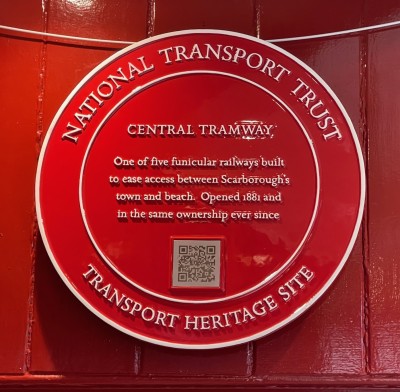 NATIONAL TRANSPORT TRUST
CENTRAL TRAMWAY
One of five funicular railways built
to ease access between Scarborough's
town and beach. Opened 1881 and
in the same ownership ever since
TRANSPORT HERITAGE SITE